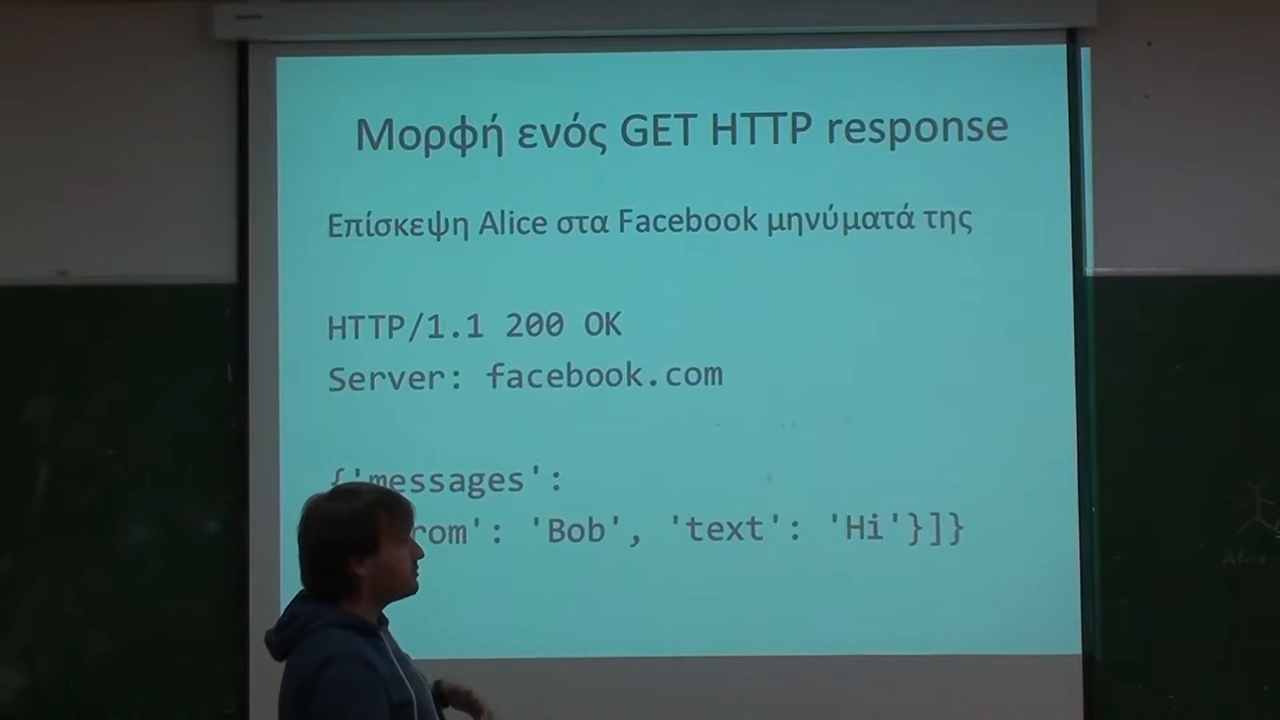 Μορφή ενός GET HTTP response
Επίσκεψη Alice στα Facebook μηνύματά της
HTTP/1.1 200 OK
Server: facebook.com
{'messages':
rom': 'Bob', 'text': 'Hi'}]}
Alice